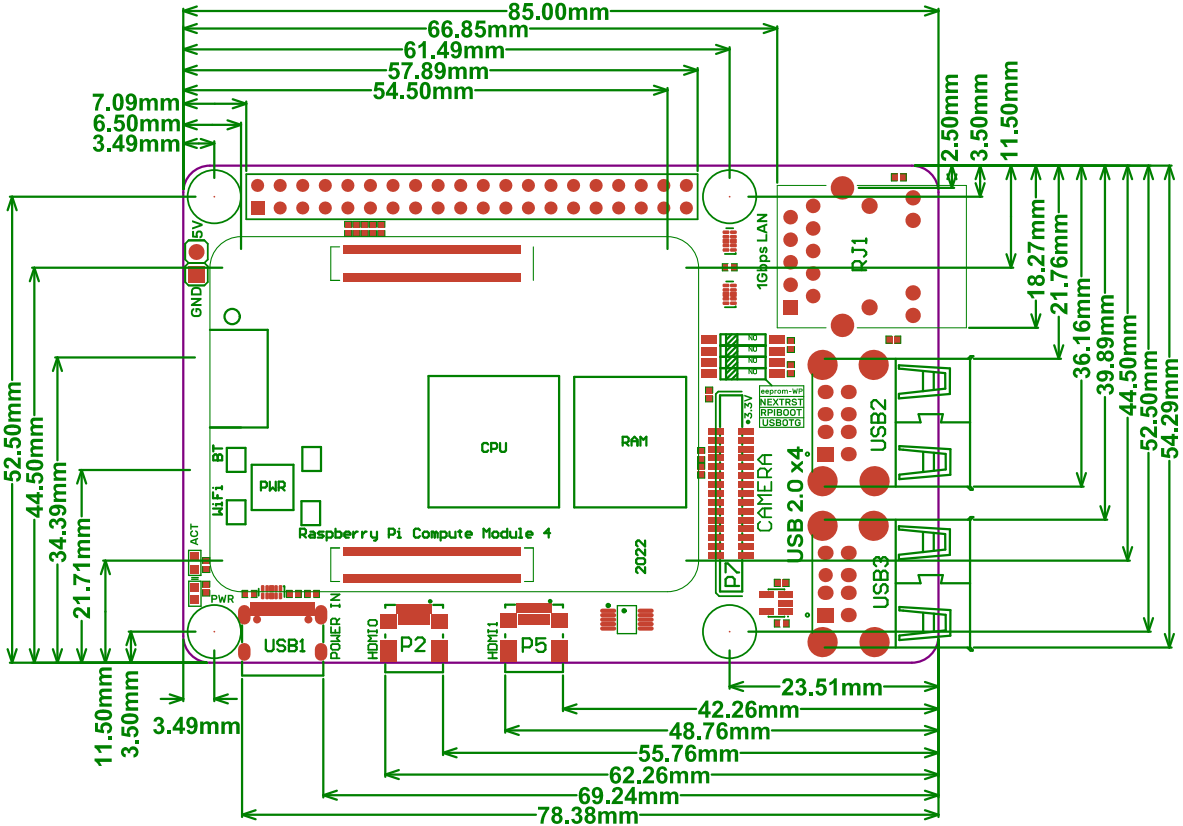 85.00mm
66.85mm
61.49mm
57.89mm
54.50mm
7.09mm
6.50mm
3.49mm
2.50mm
3.50mm
11.50mm
5V
GND
1Gbps LAN
RJ1
18.27mm
21.76mm
36.16mm
39.89mm
44.50mm
52.50mm
54.29mm
52.50mm
44.50mm
34.39mm
21.71mm
11.50mm
3.50mm
NO
NO
NO
NO
eeprom-WP
NEXTRST
RPIBOOT
USBOTG
3.3V
CPU
RAM
BT
WiFi
PWR
Raspberry Pi Compute Module 4
2022
CAMERA
P7
USB 2.0 x4
USB2
USB3
ACT
PWR
USB1
POWER IN
HDMI0
P2
HDMI1
P5
3.49mm
23.51mm
42.26mm
48.76mm
55.76mm
62.26mm
69.24mm
78.38mm